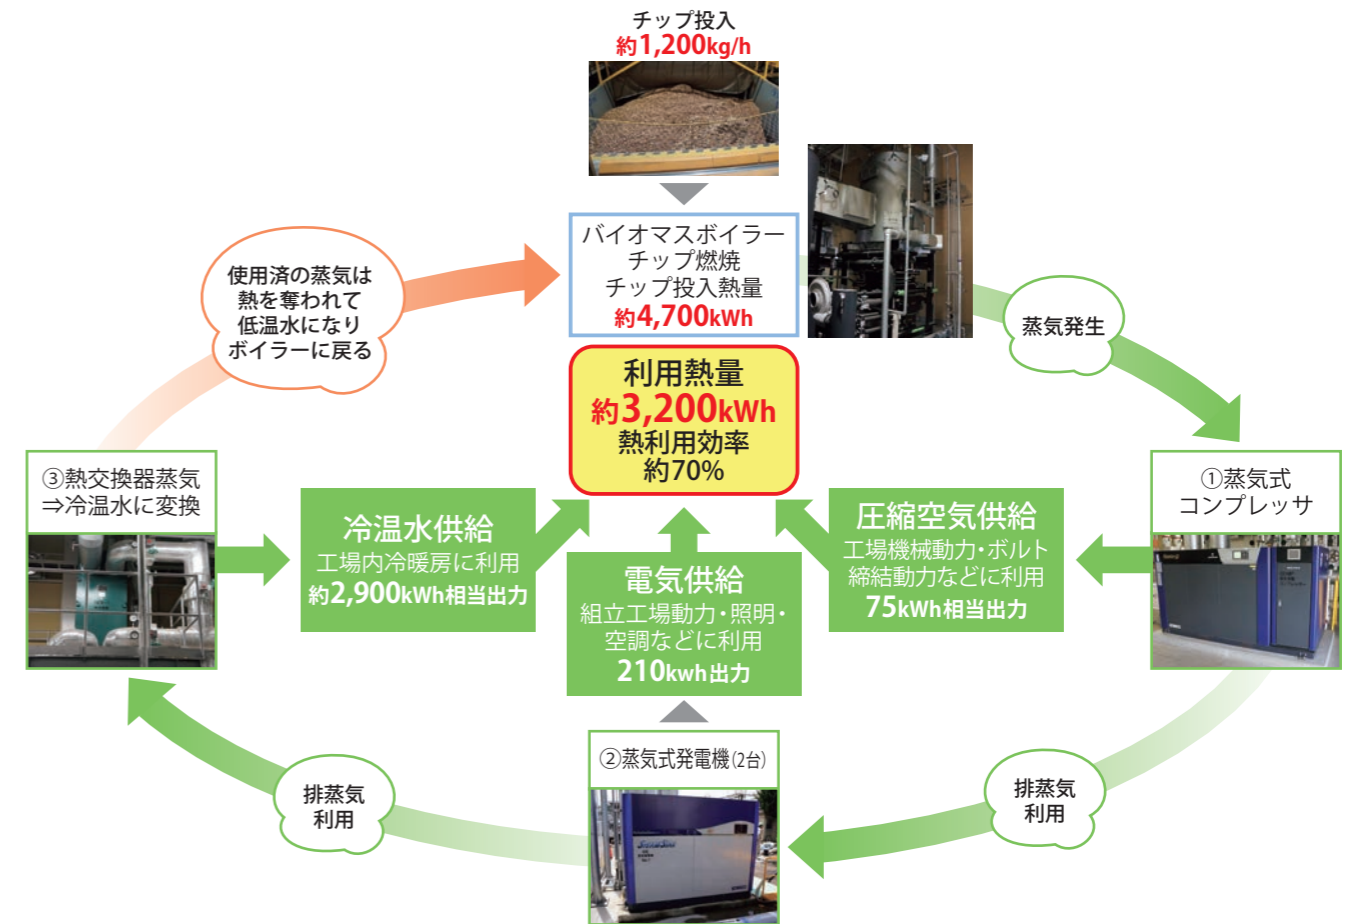 チップ投入
約1,200kg/h
バイオマスボイラー
チップ燃焼
チップ投入熱量
約4,700kWh
使用済の蒸気は
熱を奪われて
低温水になり
ボイラーに戻る
蒸気発生
利用熱量
約3,200kWh
熱利用効率
約70%
③熱交換器蒸気
⇒冷温水に変換
①蒸気式
コンプレッサ
冷温水供給
工場内冷暖房に利用
約2,900kWh相当出力
電気供給
組立工場動力・照明・
空調などに利用
210kwh出力
圧縮空気供給
工場機械動力・ボルト
締結動力などに利用
75kWh相当出力
②蒸気式発電機(2台)
排蒸気
利用
排蒸気
利用